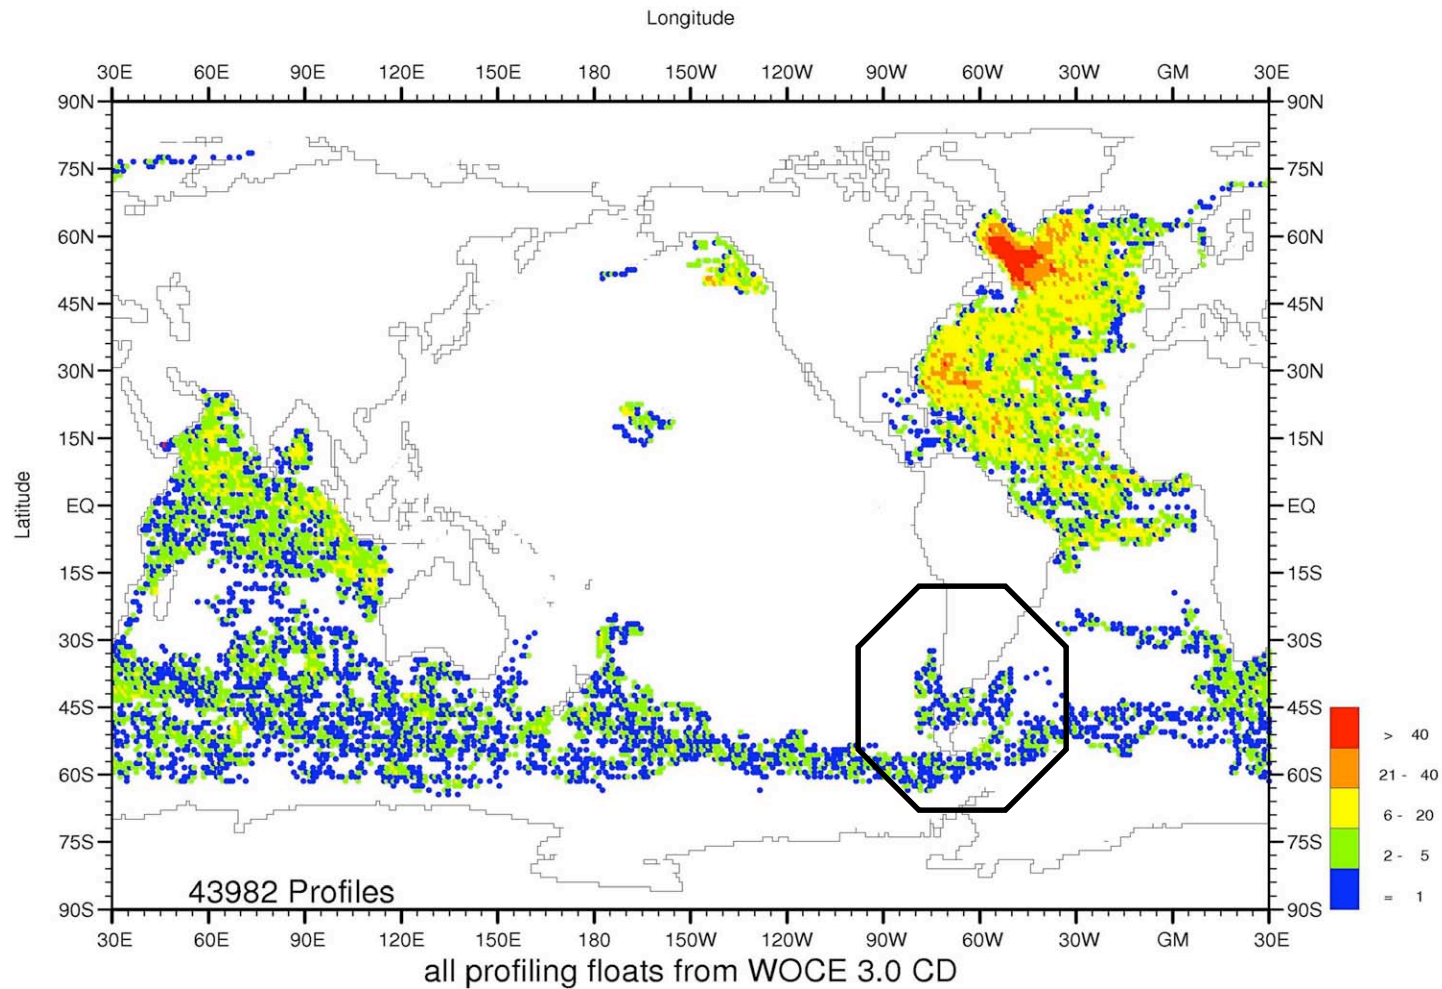 Longitude
30E 60E 90E 120E 150E 180 150W 120W 90W 60W 30W GM 30E
90N 90N
75N 75N
60N 60N
45N 45N
30N 30N
15N 15N
Latitude
EQ EQ
15S 15S
30S 30S
45S 45S
> 40
60S 60S
21 - 40
6 - 20
75S 75S
2 - 5
43982 Profiles
= 1
90S 90S
30E 60E 90E 120E 150E 180 150W 120W 90W 60W 30W GM 30E
all profiling floats from WOCE 3.0 CD